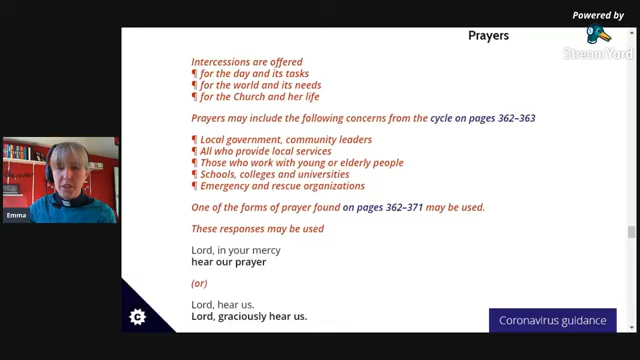 Powered by
StreamYard
Prayers
Intercessions are offered
¶ for the day and its tasks
¶ for the world and its needs
¶ for the Church and her life
Prayers may include the following concerns from the cycle on pages 362–363
¶ Local government, community leaders
¶ All who provide local services
¶ Those who work with young or elderly people
¶ Schools, colleges and universities
¶ Emergency and rescue organizations
One of the forms of prayer found on pages 362–371 may be used.
These responses may be used
Lord, in your mercy
hear our prayer
(or)
Lord, hear us.
Lord, graciously hear us.
Emma
C
Coronavirus guidance